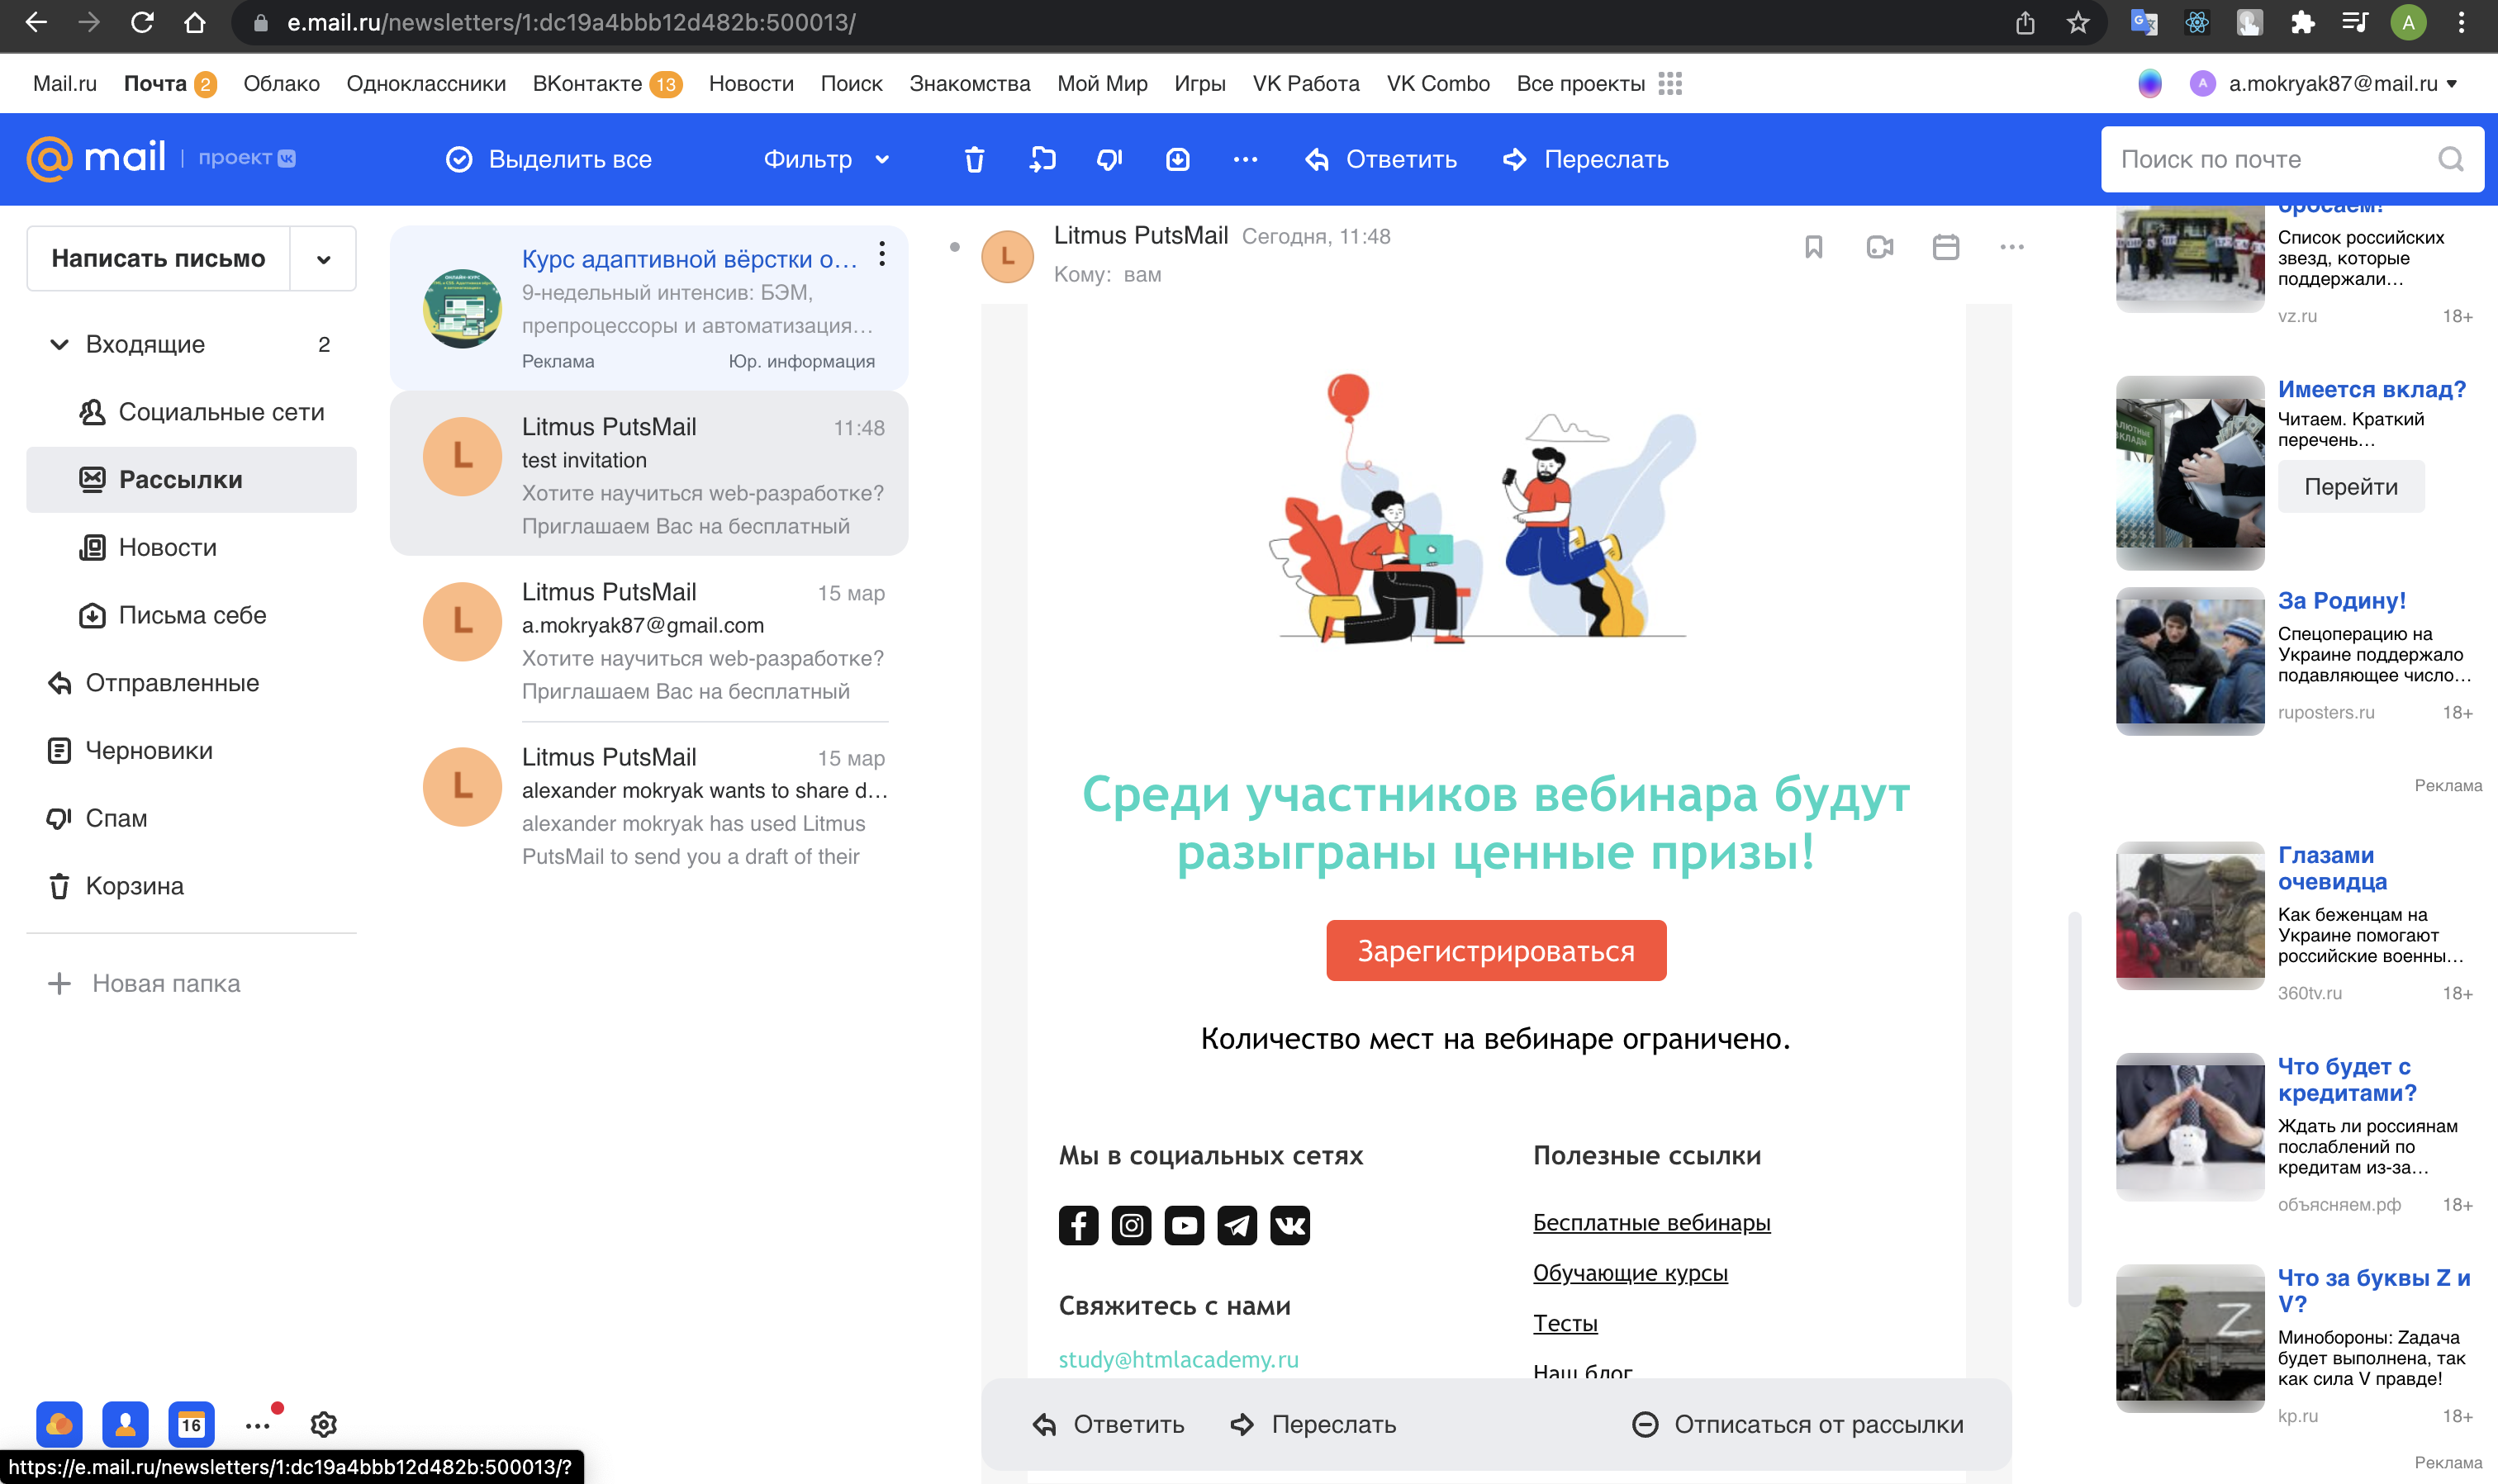 e.mail.ru/newsletters/1:dc19a4bbb12d482b:500013/
A
Mail.ru Почта 2 Облако Одноклассники ВКонтакте 13 Новости Поиск Знакомства Мой Мир Игры VK Работа VK Combo Все проекты
A a.mokryak87@mail.ru
@mail | проект
Выделить все Фильтр Ответить Переслать Поиск по почте
Написать письмо
Входящие 2
Социальные сети
Рассылки
Новости
Письма себе
Отправленные
Черновики
Спам
Корзина
Новая папка
16
https://e.mail.ru/newsletters/1:dc19a4bbb12d482b:500013/?
Курс адаптивной вёрстки о...
9-недельный интенсив: БЭМ,
препроцессоры и автоматизация...
Реклама Юр. информация
L
Litmus PutsMail 11:48
test invitation
Хотите научиться web-разработке?
Приглашаем Вас на бесплатный
L
Litmus PutsMail 15 мар
a.mokryak87@gmail.com
Хотите научиться web-разработке?
Приглашаем Вас на бесплатный
L
Litmus PutsMail 15 мар
alexander mokryak wants to share d...
alexander mokryak has used Litmus
PutsMail to send you a draft of their
L
Litmus PutsMail Сегодня, 11:48
Кому: вам
Среди участников вебинара будут
разыграны ценные призы!
Зарегистрироваться
Количество мест на вебинаре ограничено.
Мы в социальных сетях
Свяжитесь с нами
study@htmlacademy.ru
Полезные ссылки
Бесплатные вебинары
Обучающие курсы
Тесты
Наш блог
Ответить Переслать Отписаться от рассылки
бросаем!
Список российских
звезд, которые
поддержали...
vz.ru 18+
Имеется вклад?
Читаем. Краткий
перечень...
Перейти
За Родину!
Спецоперацию на
Украине поддержало
подавляющее число...
ruposters.ru 18+
Реклама
Глазами
очевидца
Как беженцам на
Украине помогают
российские военны...
360tv.ru 18+
Что будет с
кредитами?
Ждать ли россиянам
послаблений по
кредитам из-за...
объясняем.рф 18+
Что за буквы Z и
V?
Минобороны: Zадача
будет выполнена, так
как сила V правде!
kp.ru 18+
Реклама